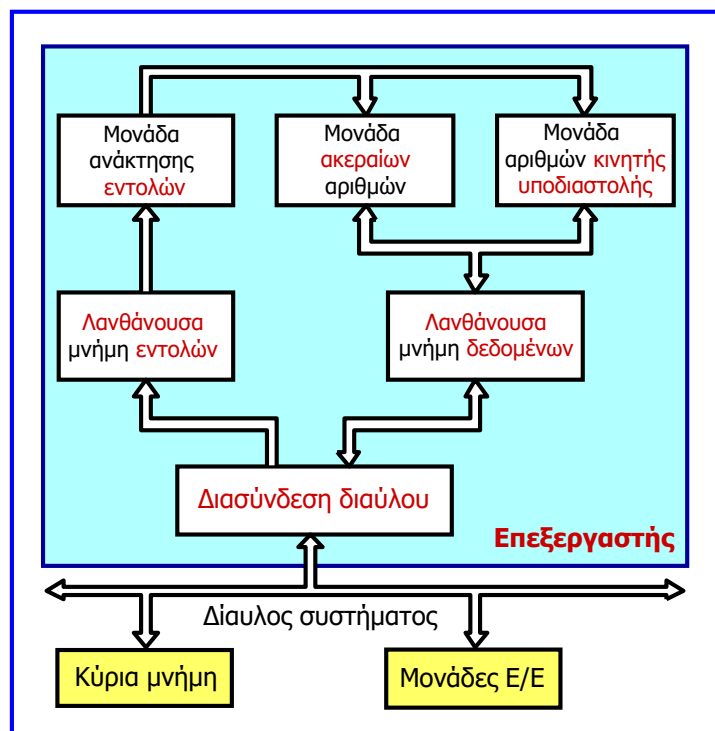 Μονάδα
ανάκτησης
εντολών
Μονάδα
ακεραίων
αριθμών
Μονάδα
αριθμών κινητής
υποδιαστολής
Λανθάνουσα
μνήμη εντολών
Λανθάνουσα
μνήμη δεδομένων
Διασύνδεση διαύλου
Επεξεργαστής
Δίαυλος συστήματος
Κύρια μνήμη
Μονάδες Ε/Ε